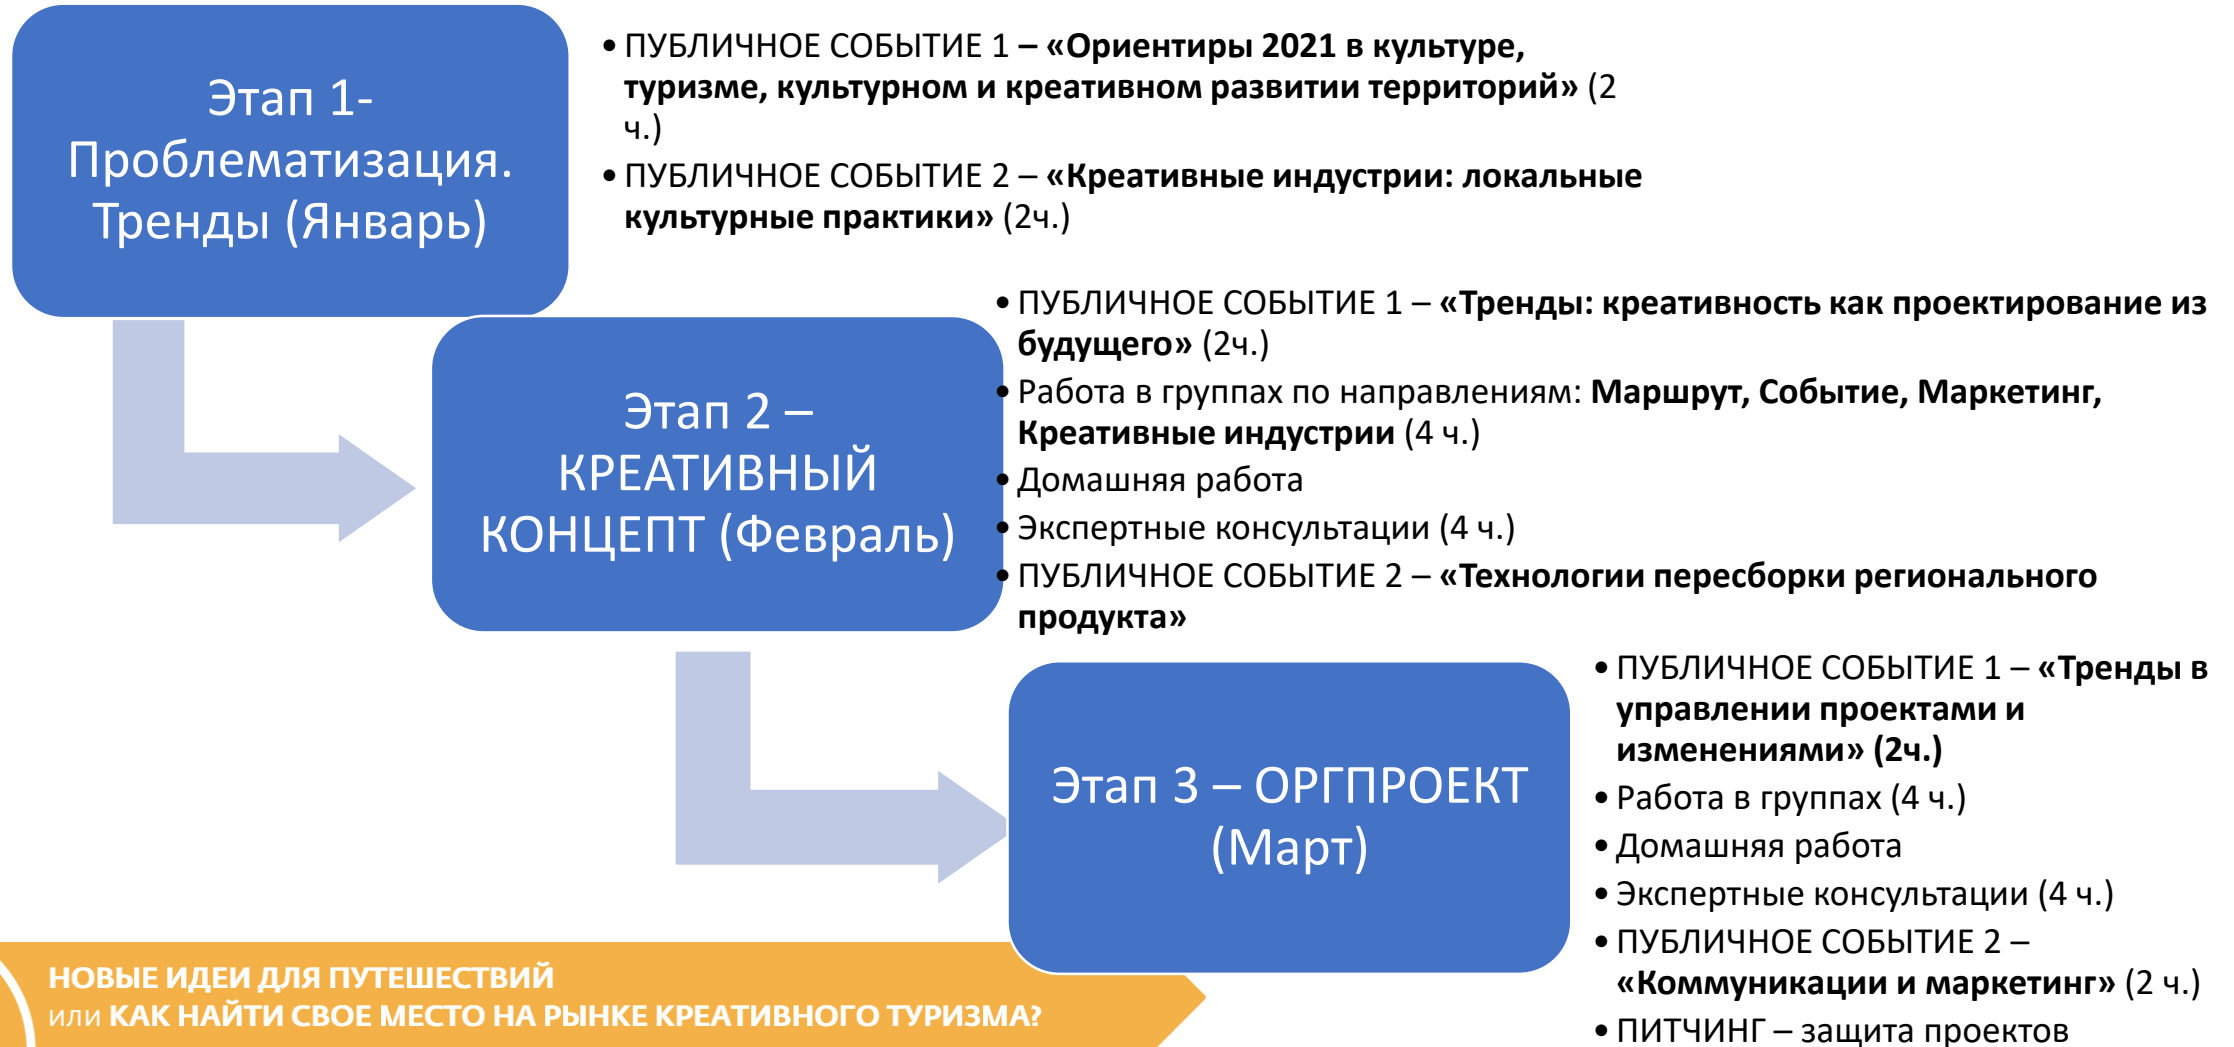 Этап 1-
Проблематизация.
Тренды (Январь)
• ПУБЛИЧНОЕ СОБЫТИЕ 1 – «Ориентиры 2021 в культуре,
туризме, культурном и креативном развитии территорий» (2
ч.)
• ПУБЛИЧНОЕ СОБЫТИЕ 2 – «Креативные индустрии: локальные
культурные практики» (2ч.)
Этап 2 –
КРЕАТИВНЫЙ
КОНЦЕПТ (Февраль)
• ПУБЛИЧНОЕ СОБЫТИЕ 1 – «Тренды: креативность как проектирование из
будущего» (2ч.)
• Работа в группах по направлениям: Маршрут, Событие, Маркетинг,
Креативные индустрии (4 ч.)
• Домашняя работа
• Экспертные консультации (4 ч.)
• ПУБЛИЧНОЕ СОБЫТИЕ 2 – «Технологии пересборки регионального
продукта»
Этап 3 – ОРГПРОЕКТ
(Март)
• ПУБЛИЧНОЕ СОБЫТИЕ 1 – «Тренды в
управлении проектами и
изменениями» (2ч.)
• Работа в группах (4 ч.)
• Домашняя работа
• Экспертные консультации (4 ч.)
• ПУБЛИЧНОЕ СОБЫТИЕ 2 –
«Коммуникации и маркетинг» (2 ч.)
• ПИТЧИНГ – защита проектов
НОВЫЕ ИДЕИ ДЛЯ ПУТЕШЕСТВИЙ
или КАК НАЙТИ СВОЕ МЕСТО НА РЫНКЕ КРЕАТИВНОГО ТУРИЗМА?